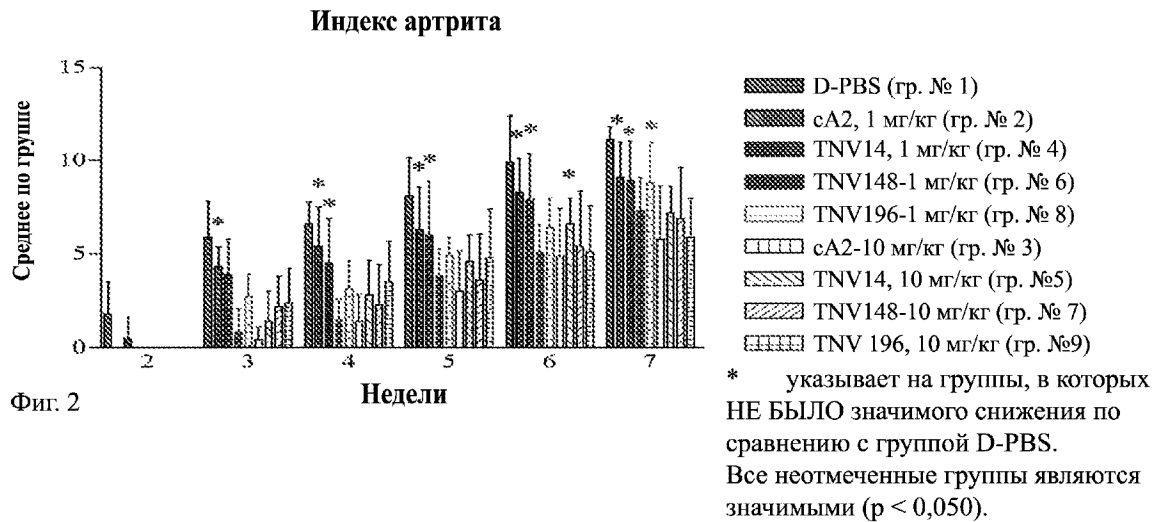 Индекс артрита
Среднее по группе
15
10
5
0
2
3
4
5
6
7
* * * * * * * * * * * *
Недели
Фиг. 2
D-PBS (гр. № 1)
cA2, 1 мг/кг (гр. № 2)
TNV14, 1 мг/кг (гр. № 4)
TNV148-1 мг/кг (гр. № 6)
TNV196-1 мг/кг (гр. № 8)
cA2-10 мг/кг (гр. № 3)
TNV14, 10 мг/кг (гр. №5)
TNV148-10 мг/кг (гр. № 7)
TNV 196, 10 мг/кг (гр. №9)
* указывает на группы, в которых
НЕ БЫЛО значимого снижения по
сравнению с группой D-PBS.
Все неотмеченные группы являются
значимыми (p < 0,050).